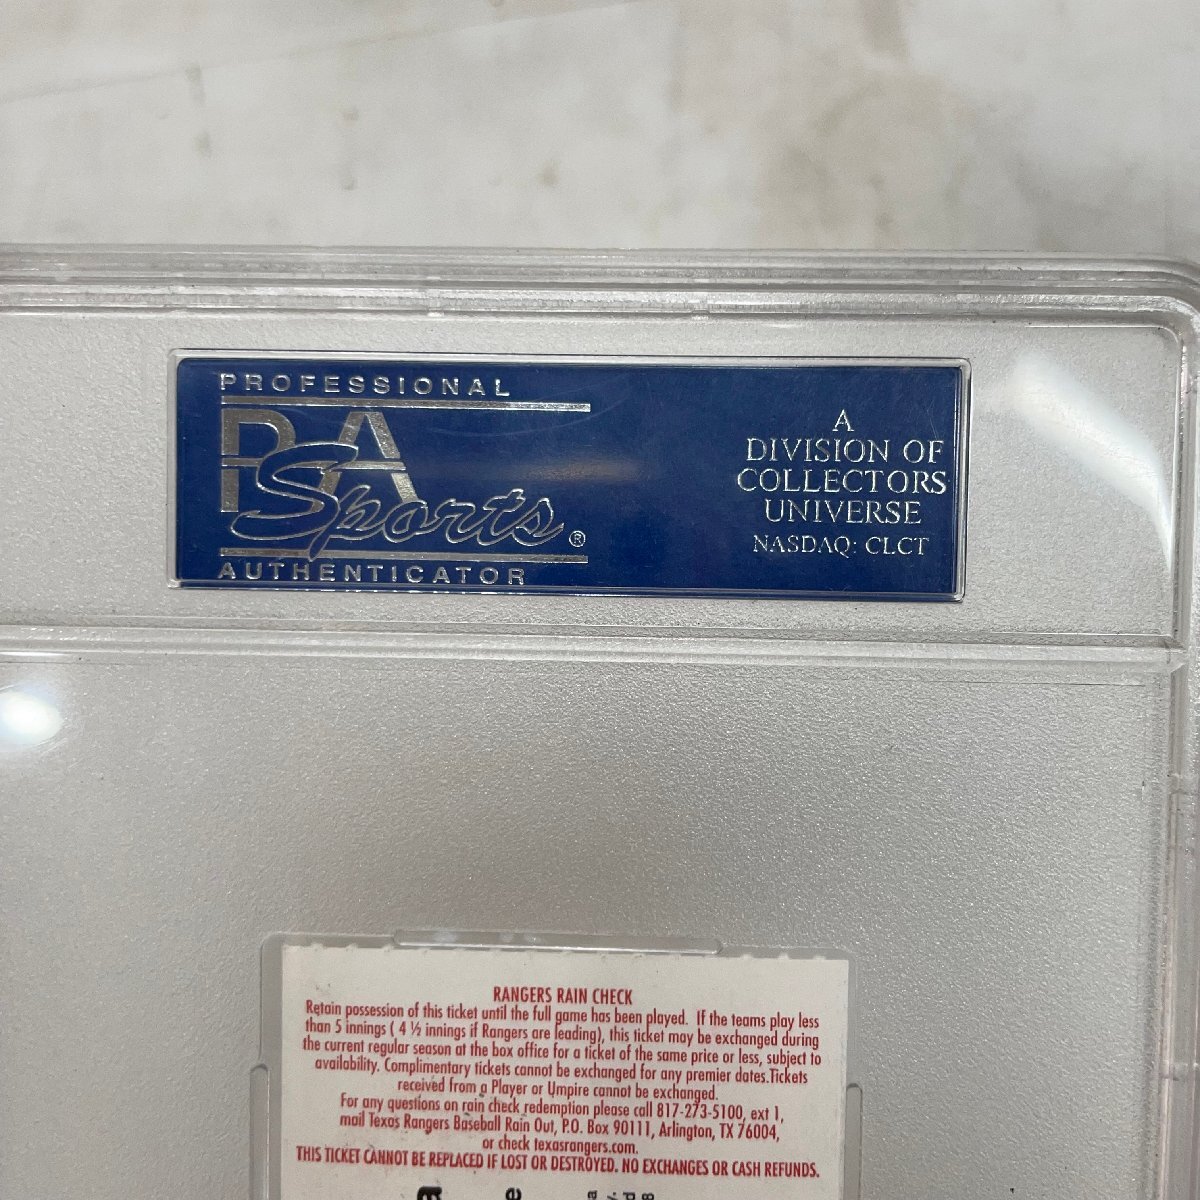 PROFESSIONAL
PSA
Sports®
AUTHENTICATOR
A
DIVISION OF
COLLECTORS
UNIVERSE
NASDAQ: CLCT
RANGERS RAIN CHECK
Retain possession of this ticket until the full game has been played. If the teams play less
than 5 innings ( 4 ½ innings if Rangers are leading), this ticket may be exchanged during
the current regular season at the box office for a ticket of the same price or less, subject to
availability. Complimentary tickets cannot be exchanged for any premier dates.Tickets
received from a Player or Umpire cannot be exchanged.
For any questions on rain check redemption please call 817-273-5100, ext 1,
mail Texas Rangers Baseball Rain Out, P.O. Box 90111, Arlington, TX 76004,
or check texasrangers.com.
THIS TICKET CANNOT BE REPLACED IF LOST OR DESTROYED. NO EXCHANGES OR CASH REFUNDS.